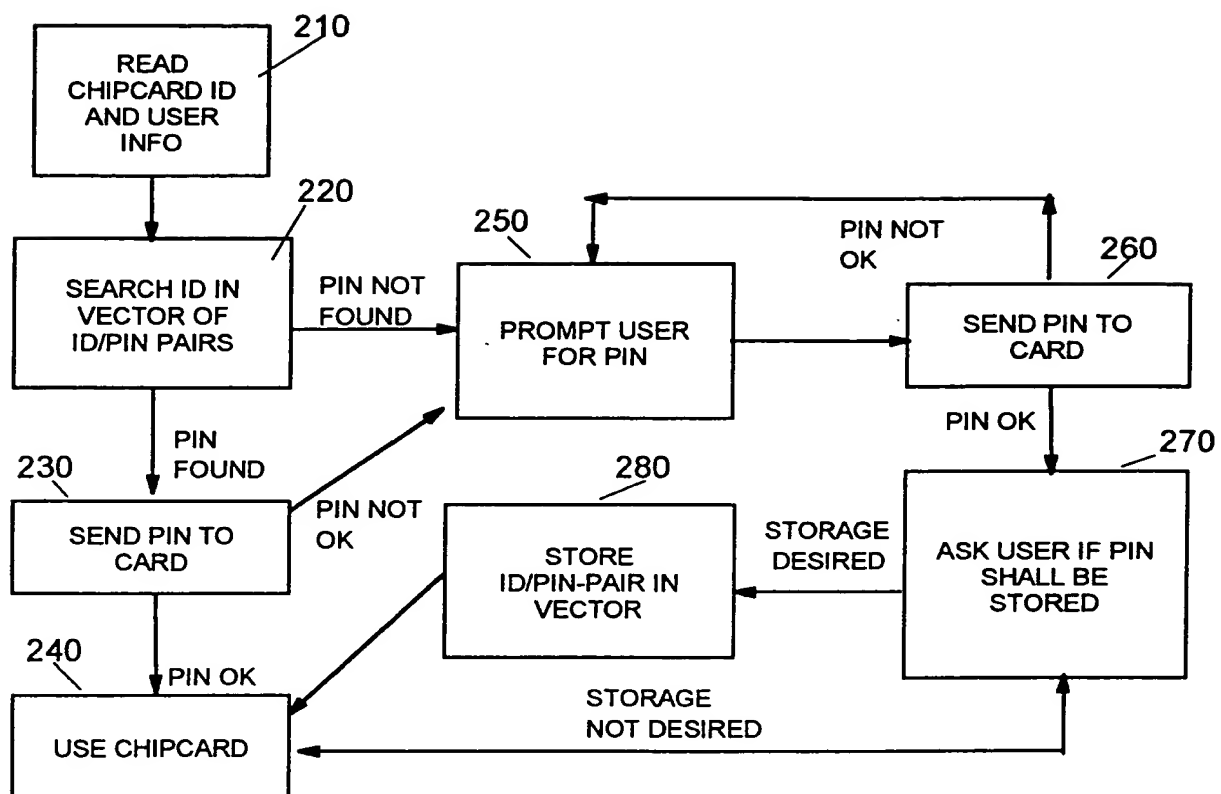 210
READ
CHIPCARD ID
AND USER
INFO
220
SEARCH ID IN
VECTOR OF
ID/PIN PAIRS
PIN NOT
FOUND
250
PROMPT USER
FOR PIN
PIN NOT
OK
260
SEND PIN TO
CARD
PIN
FOUND
230
SEND PIN TO
CARD
PIN NOT
OK
PIN OK
270
ASK USER IF PIN
SHALL BE
STORED
STORAGE
DESIRED
280
STORE
ID/PIN-PAIR IN
VECTOR
240
PIN OK
USE CHIPCARD
STORAGE
NOT DESIRED